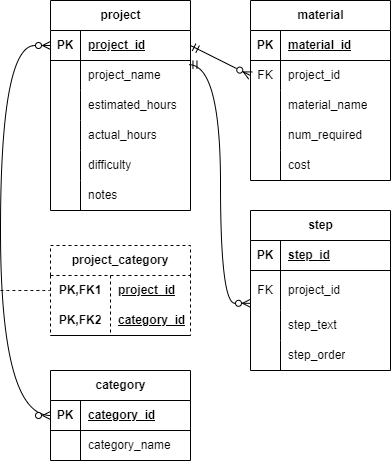 project
PK project_id
project_name
estimated_hours
actual_hours
difficulty
notes
material
PK material_id
FK project_id
material_name
num_required
cost
step
PK step_id
FK project_id
step_text
step_order
project_category
PK,FK1 project_id
PK,FK2 category_id
category
PK category_id
category_name